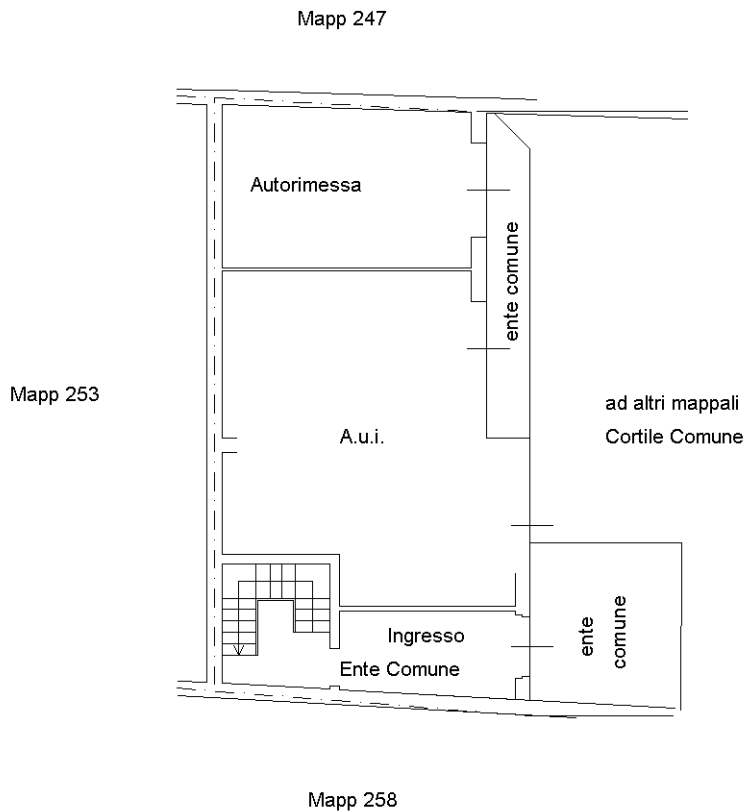 Mapp 247
Autorimessa
ente comune
Mapp 253
A.u.i.
ad altri mappali
Cortile Comune
Ingresso
Ente Comune
ente
comune
Mapp 258